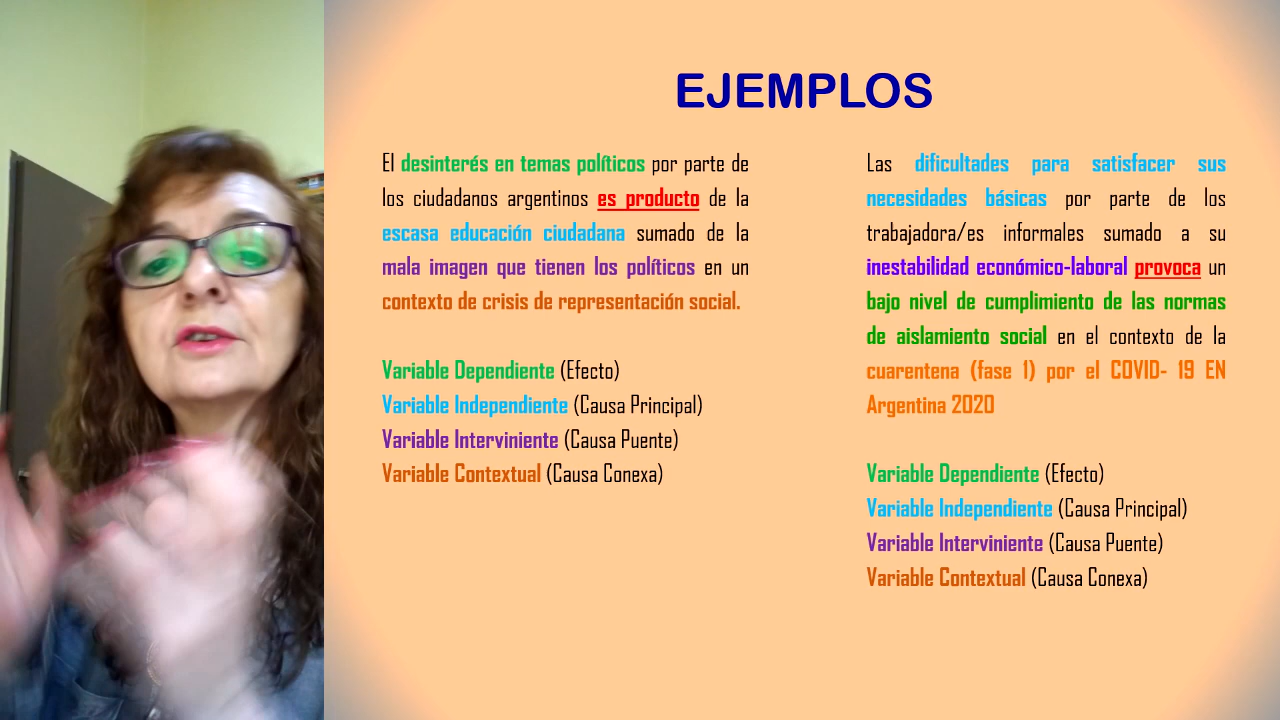 EJEMPLOS
El desinterés en temas políticos por parte de
los ciudadanos argentinos es producto de la
escasa educación ciudadana sumado de la
mala imagen que tienen los políticos en un
contexto de crisis de representación social.
Variable Dependiente (Efecto)
Variable Independiente (Causa Principal)
Variable Interviniente (Causa Puente)
Variable Contextual (Causa Conexa)
Las dificultades para satisfacer sus
necesidades básicas por parte de los
trabajadora/es informales sumado a su
inestabilidad económico-laboral provoca un
bajo nivel de cumplimiento de las normas
de aislamiento social en el contexto de la
cuarentena (fase 1) por el COVID- 19 EN
Argentina 2020
Variable Dependiente (Efecto)
Variable Independiente (Causa Principal)
Variable Interviniente (Causa Puente)
Variable Contextual (Causa Conexa)